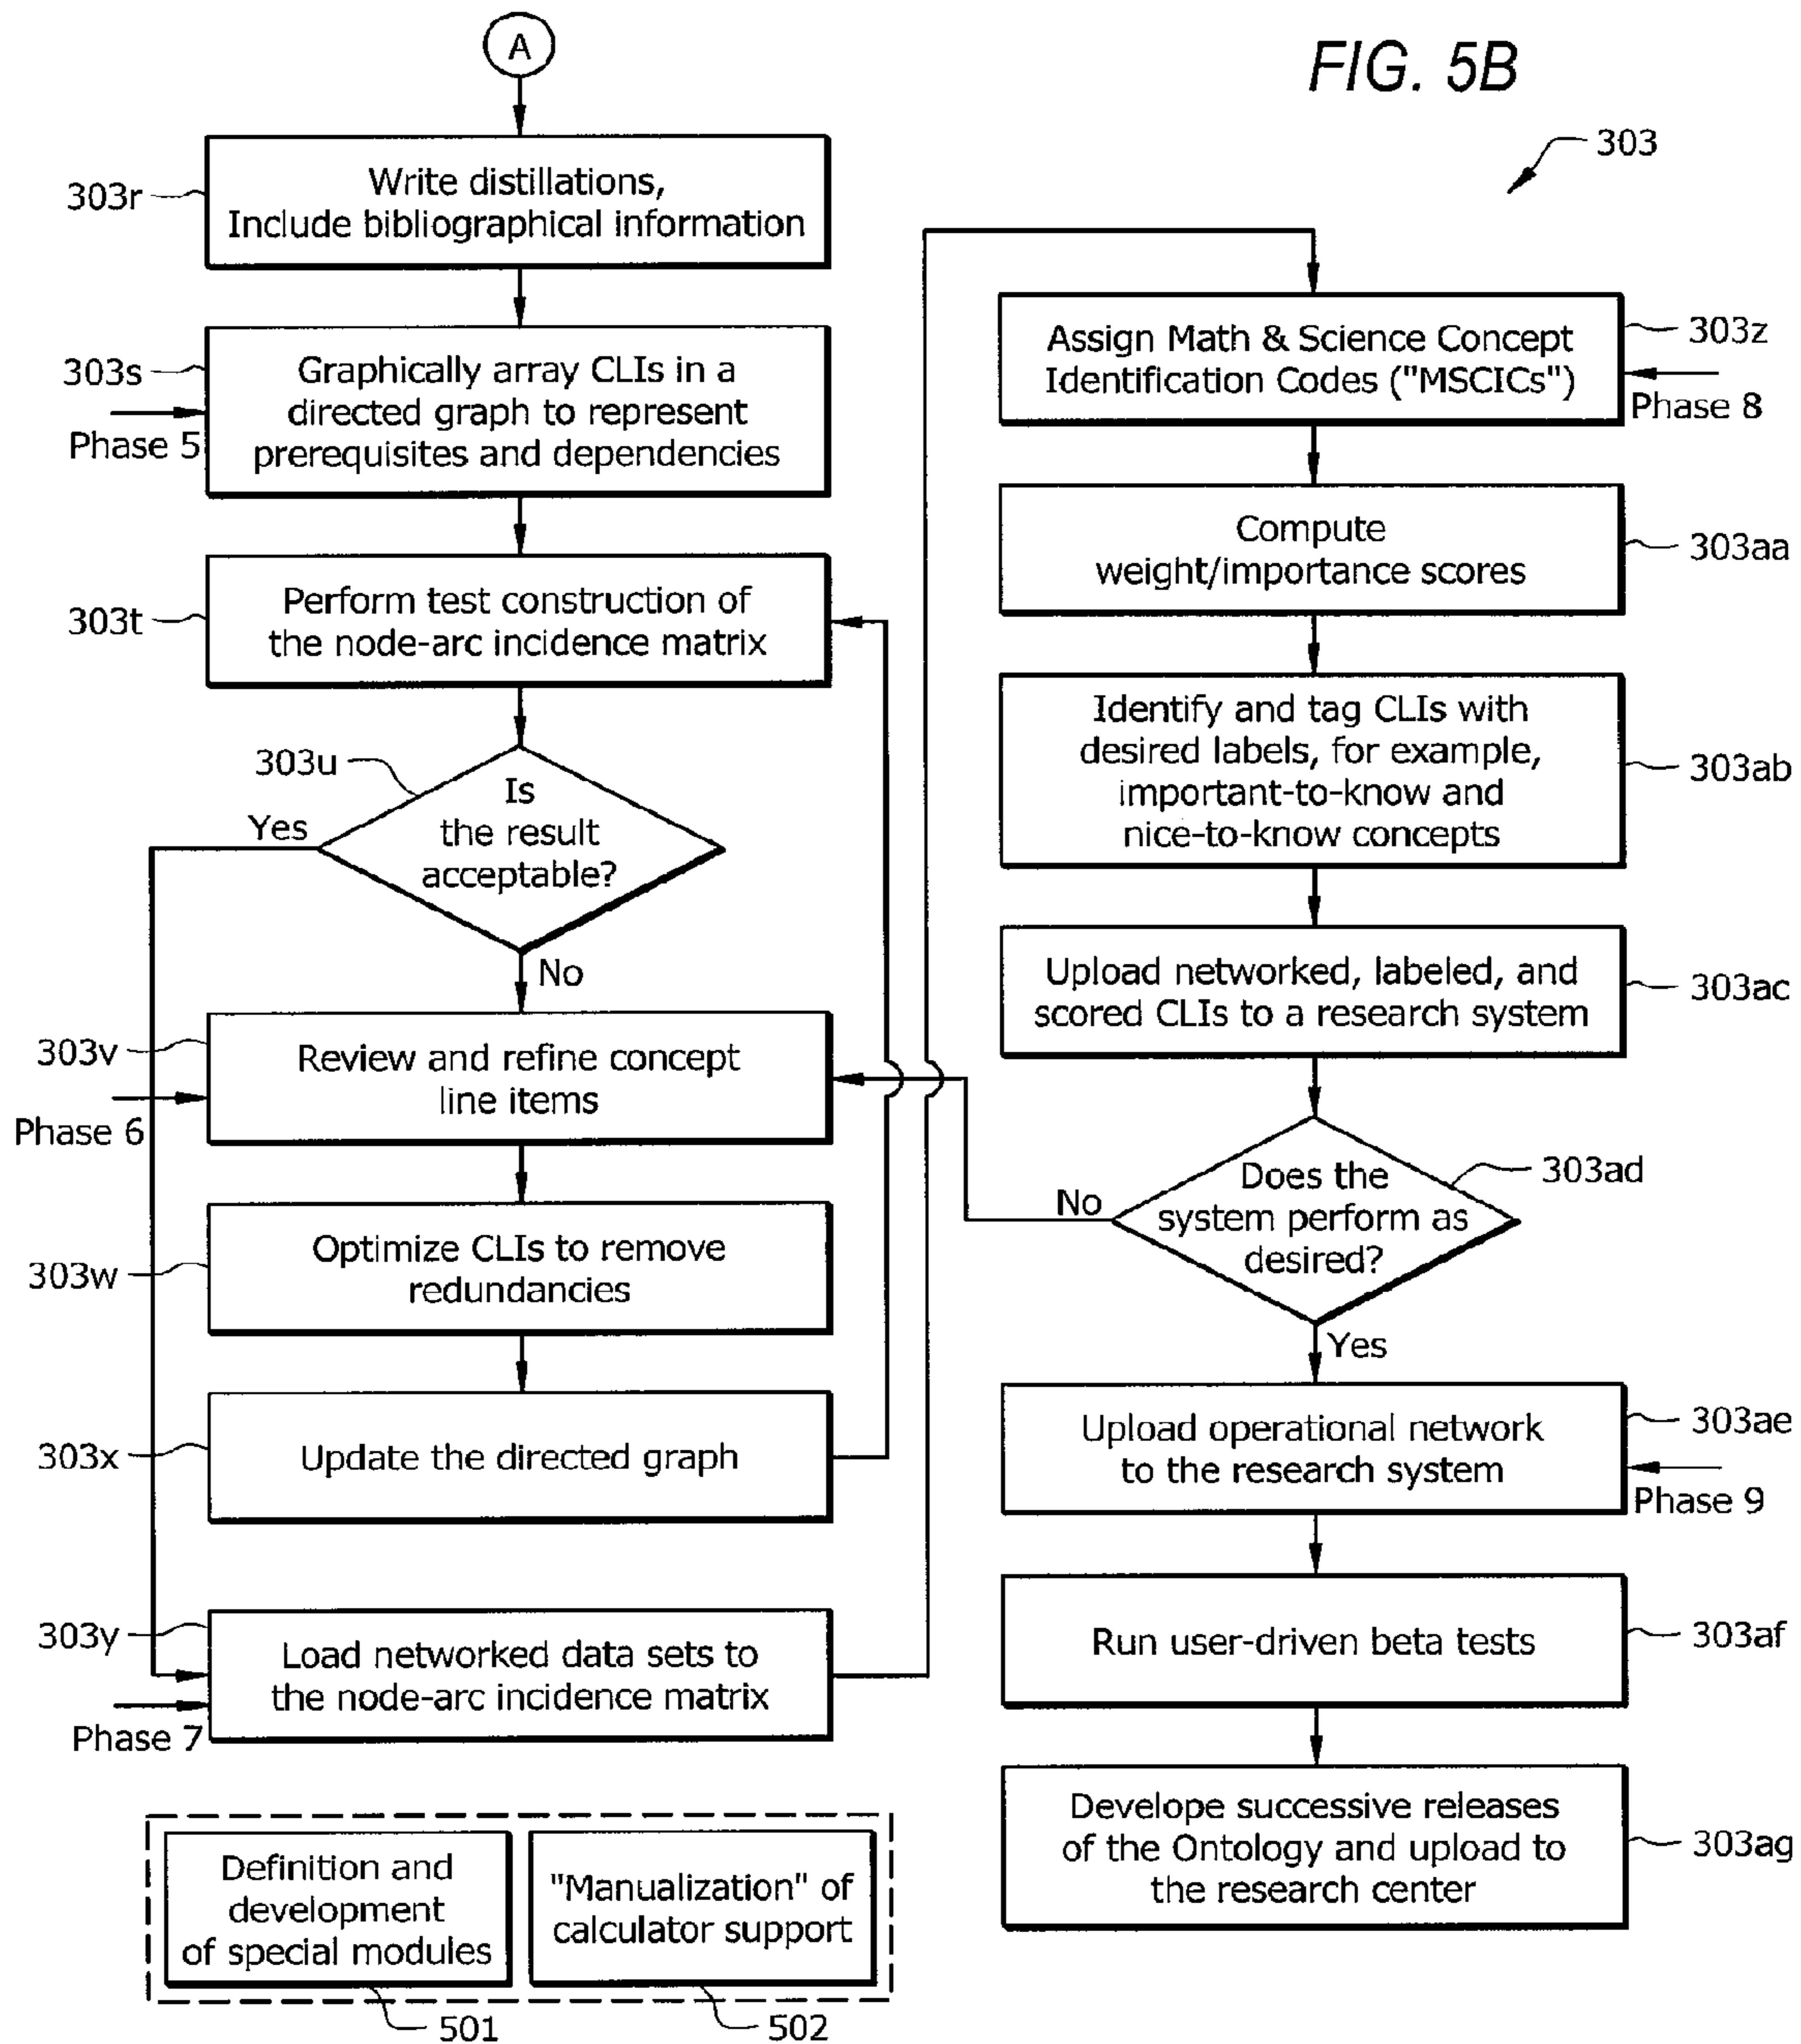 A
FIG. 5B
303
303r
Write distillations,
Include bibliographical information
303s
Phase 5
Graphically array CLIs in a
directed graph to represent
prerequisites and dependencies
303t
Perform test construction of
the node-arc incidence matrix
303u
Is
the result
acceptable?
Yes
No
303v
Phase 6
Review and refine concept
line items
303w
Optimize CLIs to remove
redundancies
303x
Update the directed graph
303y
Phase 7
Load networked data sets to
the node-arc incidence matrix
Definition and
development
of special modules
501
"Manualization" of
calculator support
502
Assign Math & Science Concept
Identification Codes ("MSCICs")
303z
Phase 8
Compute
weight/importance scores
303aa
Identify and tag CLIs with
desired labels, for example,
important-to-know and
nice-to-know concepts
303ab
Upload networked, labeled, and
scored CLIs to a research system
303ac
Does the
system perform as
desired?
303ad
No
Yes
Upload operational network
to the research system
303ae
Phase 9
Run user-driven beta tests
303af
Develope successive releases
of the Ontology and upload to
the research center
303ag